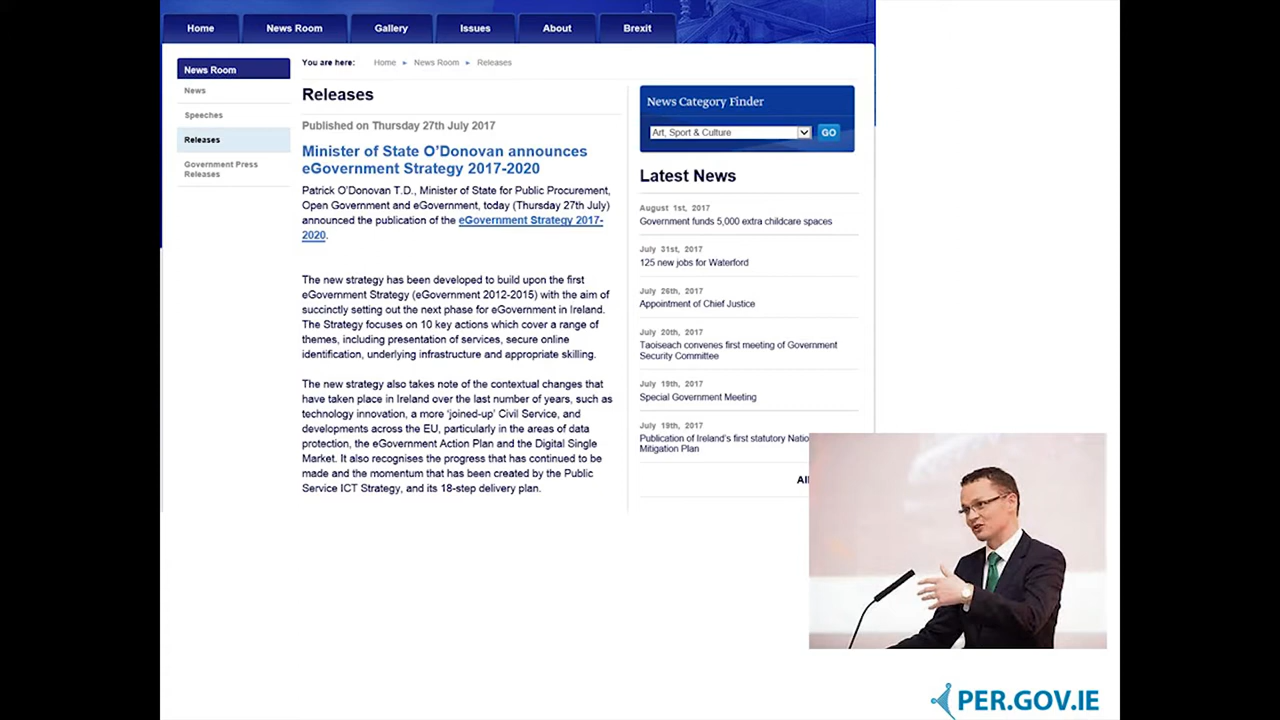 Home News Room Gallery Issues About Brexit
News Room
News
Speeches
Releases
Government Press
Releases
You are here: Home ▸ News Room ▸ Releases
Releases
Published on Thursday 27th July 2017
Minister of State O’Donovan announces
eGovernment Strategy 2017-2020
Patrick O’Donovan T.D., Minister of State for Public Procurement,
Open Government and eGovernment, today (Thursday 27th July)
announced the publication of the eGovernment Strategy 2017-
2020.
The new strategy has been developed to build upon the first
eGovernment Strategy (eGovernment 2012-2015) with the aim of
succinctly setting out the next phase for eGovernment in Ireland.
The Strategy focuses on 10 key actions which cover a range of
themes, including presentation of services, secure online
identification, underlying infrastructure and appropriate skilling.
The new strategy also takes note of the contextual changes that
have taken place in Ireland over the last number of years, such as
technology innovation, a more ‘joined-up’ Civil Service, and
developments across the EU, particularly in the areas of data
protection, the eGovernment Action Plan and the Digital Single
Market. It also recognises the progress that has continued to be
made and the momentum that has been created by the Public
Service ICT Strategy, and its 18-step delivery plan.
News Category Finder
Art, Sport & Culture GO
Latest News
August 1st, 2017
Government funds 5,000 extra childcare spaces
July 31st, 2017
125 new jobs for Waterford
July 26th, 2017
Appointment of Chief Justice
July 20th, 2017
Taoiseach convenes first meeting of Government
Security Committee
July 19th, 2017
Special Government Meeting
July 19th, 2017
Publication of Ireland’s first statutory Natio
Mitigation Plan
All
PER.GOV.IE